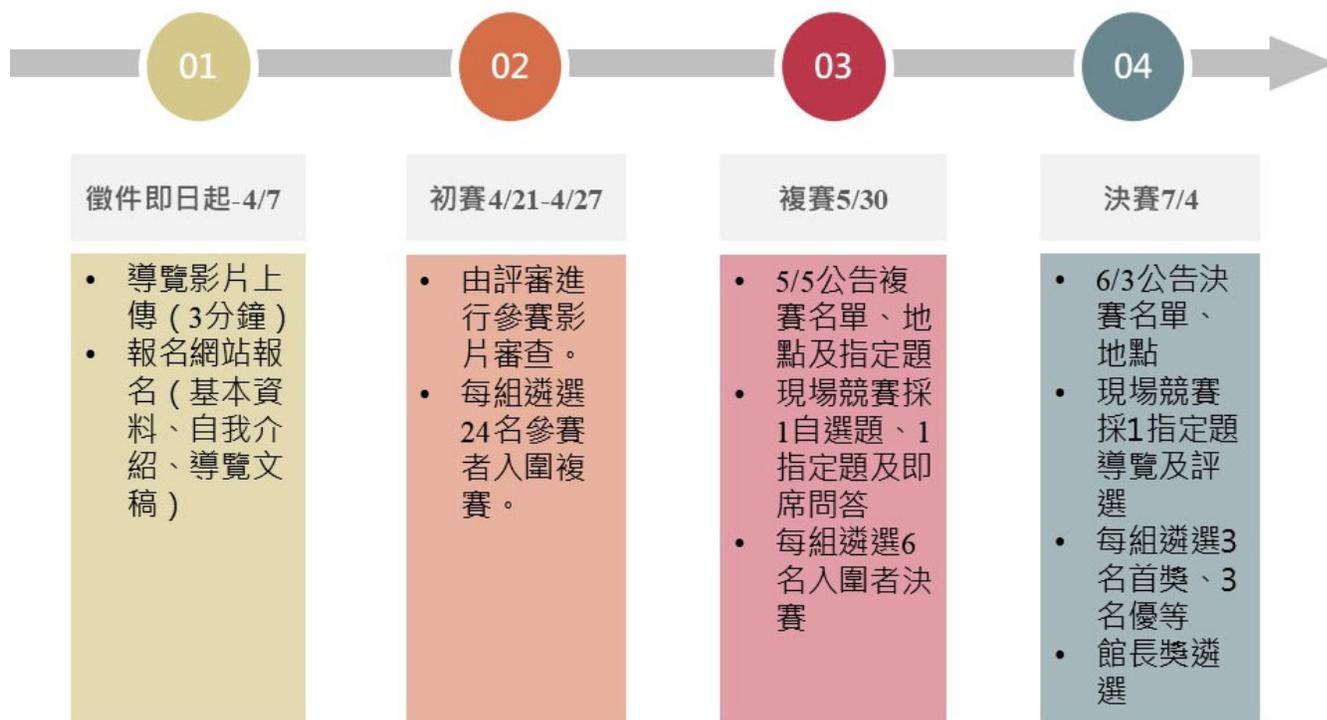 01
02
03
04
徵件即日起-4/7
初賽4/21-4/27
複賽5/30
決賽7/4
• 導覽影片上
傳(3分鐘)
• 報名網站報
名(基本資
料、自我介
紹、導覽文
稿)
• 由評審進
行參賽影
片審查。
• 每組遴選
24名參賽
者入圍複
賽。
• 5/5公告複
賽名單、地
點及指定題
• 現場競賽採
1自選題、1
指定題及即
席問答
• 每組遴選6
名入圍者決
賽
• 6/3公告決
賽名單、
地點
• 現場競賽
採1指定題
導覽及評
選
• 每組遴選3
名首獎、3
名優等
• 館長獎遴
選